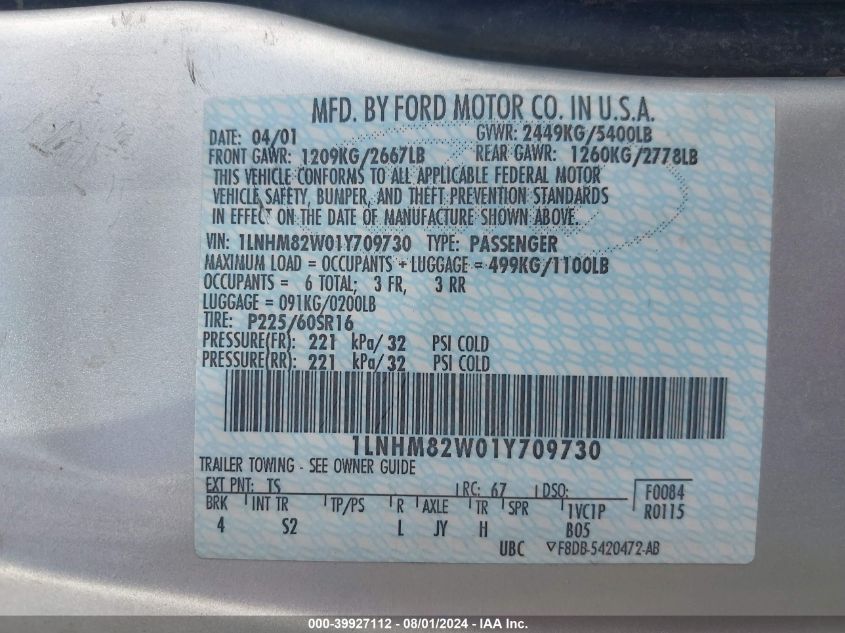 MFD. BY FORD MOTOR CO. IN U.S.A.
DATE: 04/01 GVWR: 2449KG/5400LB
FRONT GAWR: 1209KG/2667LB REAR GAWR: 1260KG/2778LB
THIS VEHICLE CONFORMS TO ALL APPLICABLE FEDERAL MOTOR
VEHICLE SAFETY, BUMPER, AND THEFT PREVENTION STANDARDS
IN EFFECT ON THE DATE OF MANUFACTURE SHOWN ABOVE.
VIN: 1LNHM82W01Y709730 TYPE: PASSENGER
MAXIMUM LOAD = OCCUPANTS + LUGGAGE = 499KG/1100LB
OCCUPANTS = 6 TOTAL; 3 FR, 3 RR
LUGGAGE = 091KG/0200LB
TIRE: P225/60SR16
PRESSURE(FR): 221 kPa/32 PSI COLD
PRESSURE(RR): 221 kPa/32 PSI COLD
1LNHM82W01Y709730
TRAILER TOWING - SEE OWNER GUIDE
EXT PNT: TS RC: 67 DSO: F0084
BRK INT TR TP/PS R AXLE TR SPR 1VC1P R0115
4 S2 L JY H B05
UBC F8DB-5420472-AB
000-39927112 - 08/01/2024 - IAA Inc.